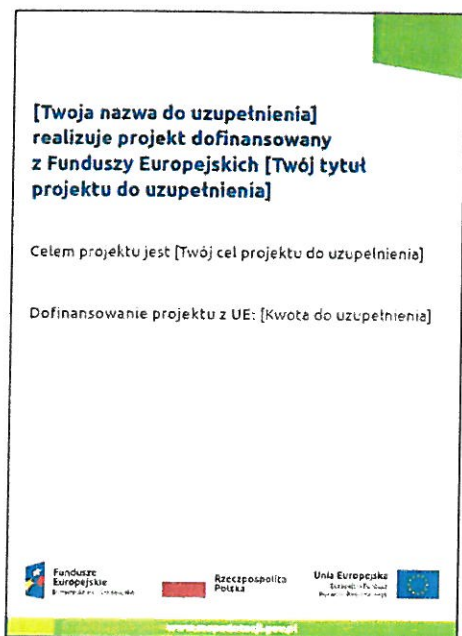 [Twoja nazwa do uzupełnienia]
realizuje projekt dofinansowany
z Funduszy Europejskich [Twój tytuł
projektu do uzupełnienia]
Celem projektu jest [Twój cel projektu do uzupełnienia]
Dofinansowanie projektu z UE: [Kwota do uzupełnienia]
Fundusze
Europejskie
Rzeczpospolita
Polska
Unia Europejska